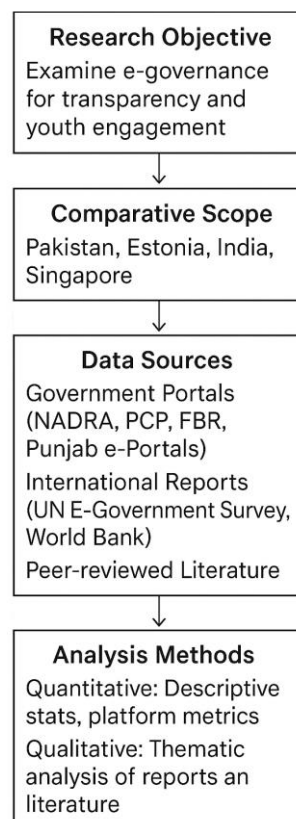 Research Objective
Examine e-governance
for transparency and
youth engagement
Comparative Scope
Pakistan, Estonia, India,
Singapore
Data Sources
Government Portals
(NADRA, PCP, FBR,
Punjab e-Portals)
International Reports
(UN E-Government Survey,
World Bank)
Peer-reviewed Literature
Analysis Methods
Quantitative: Descriptive
stats, platform metrics
Qualitative: Thematic
analysis of reports an
literature